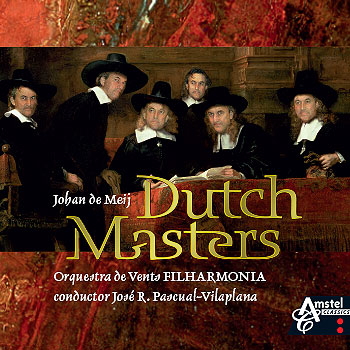 Johan de Meij
Dutch
Masters
Orquestra de Vents FILHARMONIA
conductor José R. Pascual-Vilaplana
Amstel
CLASSICS